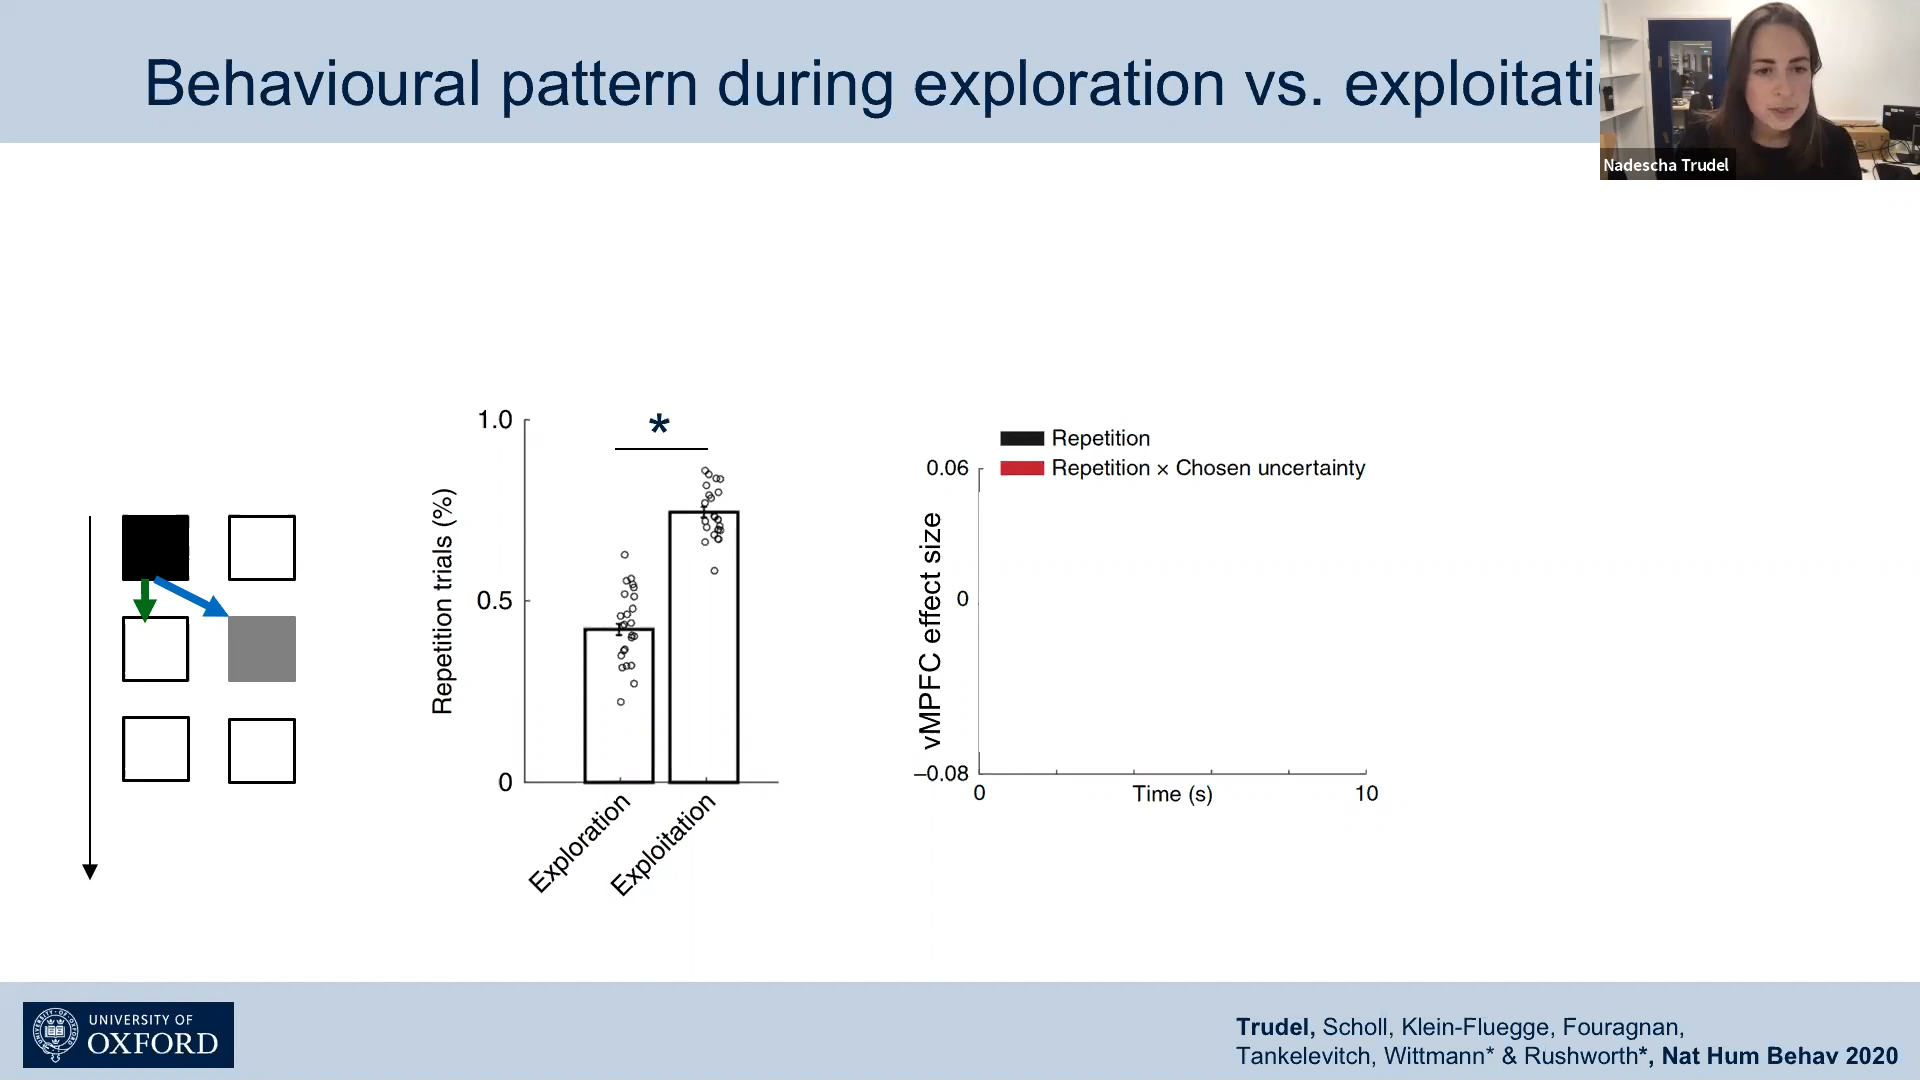 Behavioural pattern during exploration vs. exploitati
Nadescha Trudel
1.0
*
0.5
0
Repetition trials (%)
Exploration
Exploitation
Repetition
Repetition × Chosen uncertainty
0.06
0
–0.08
vMPFC effect size
0
Time (s)
10
UNIVERSITY OF
OXFORD
Trudel, Scholl, Klein-Fluegge, Fouragnan,
Tankelevitch, Wittmann* & Rushworth*, Nat Hum Behav 2020